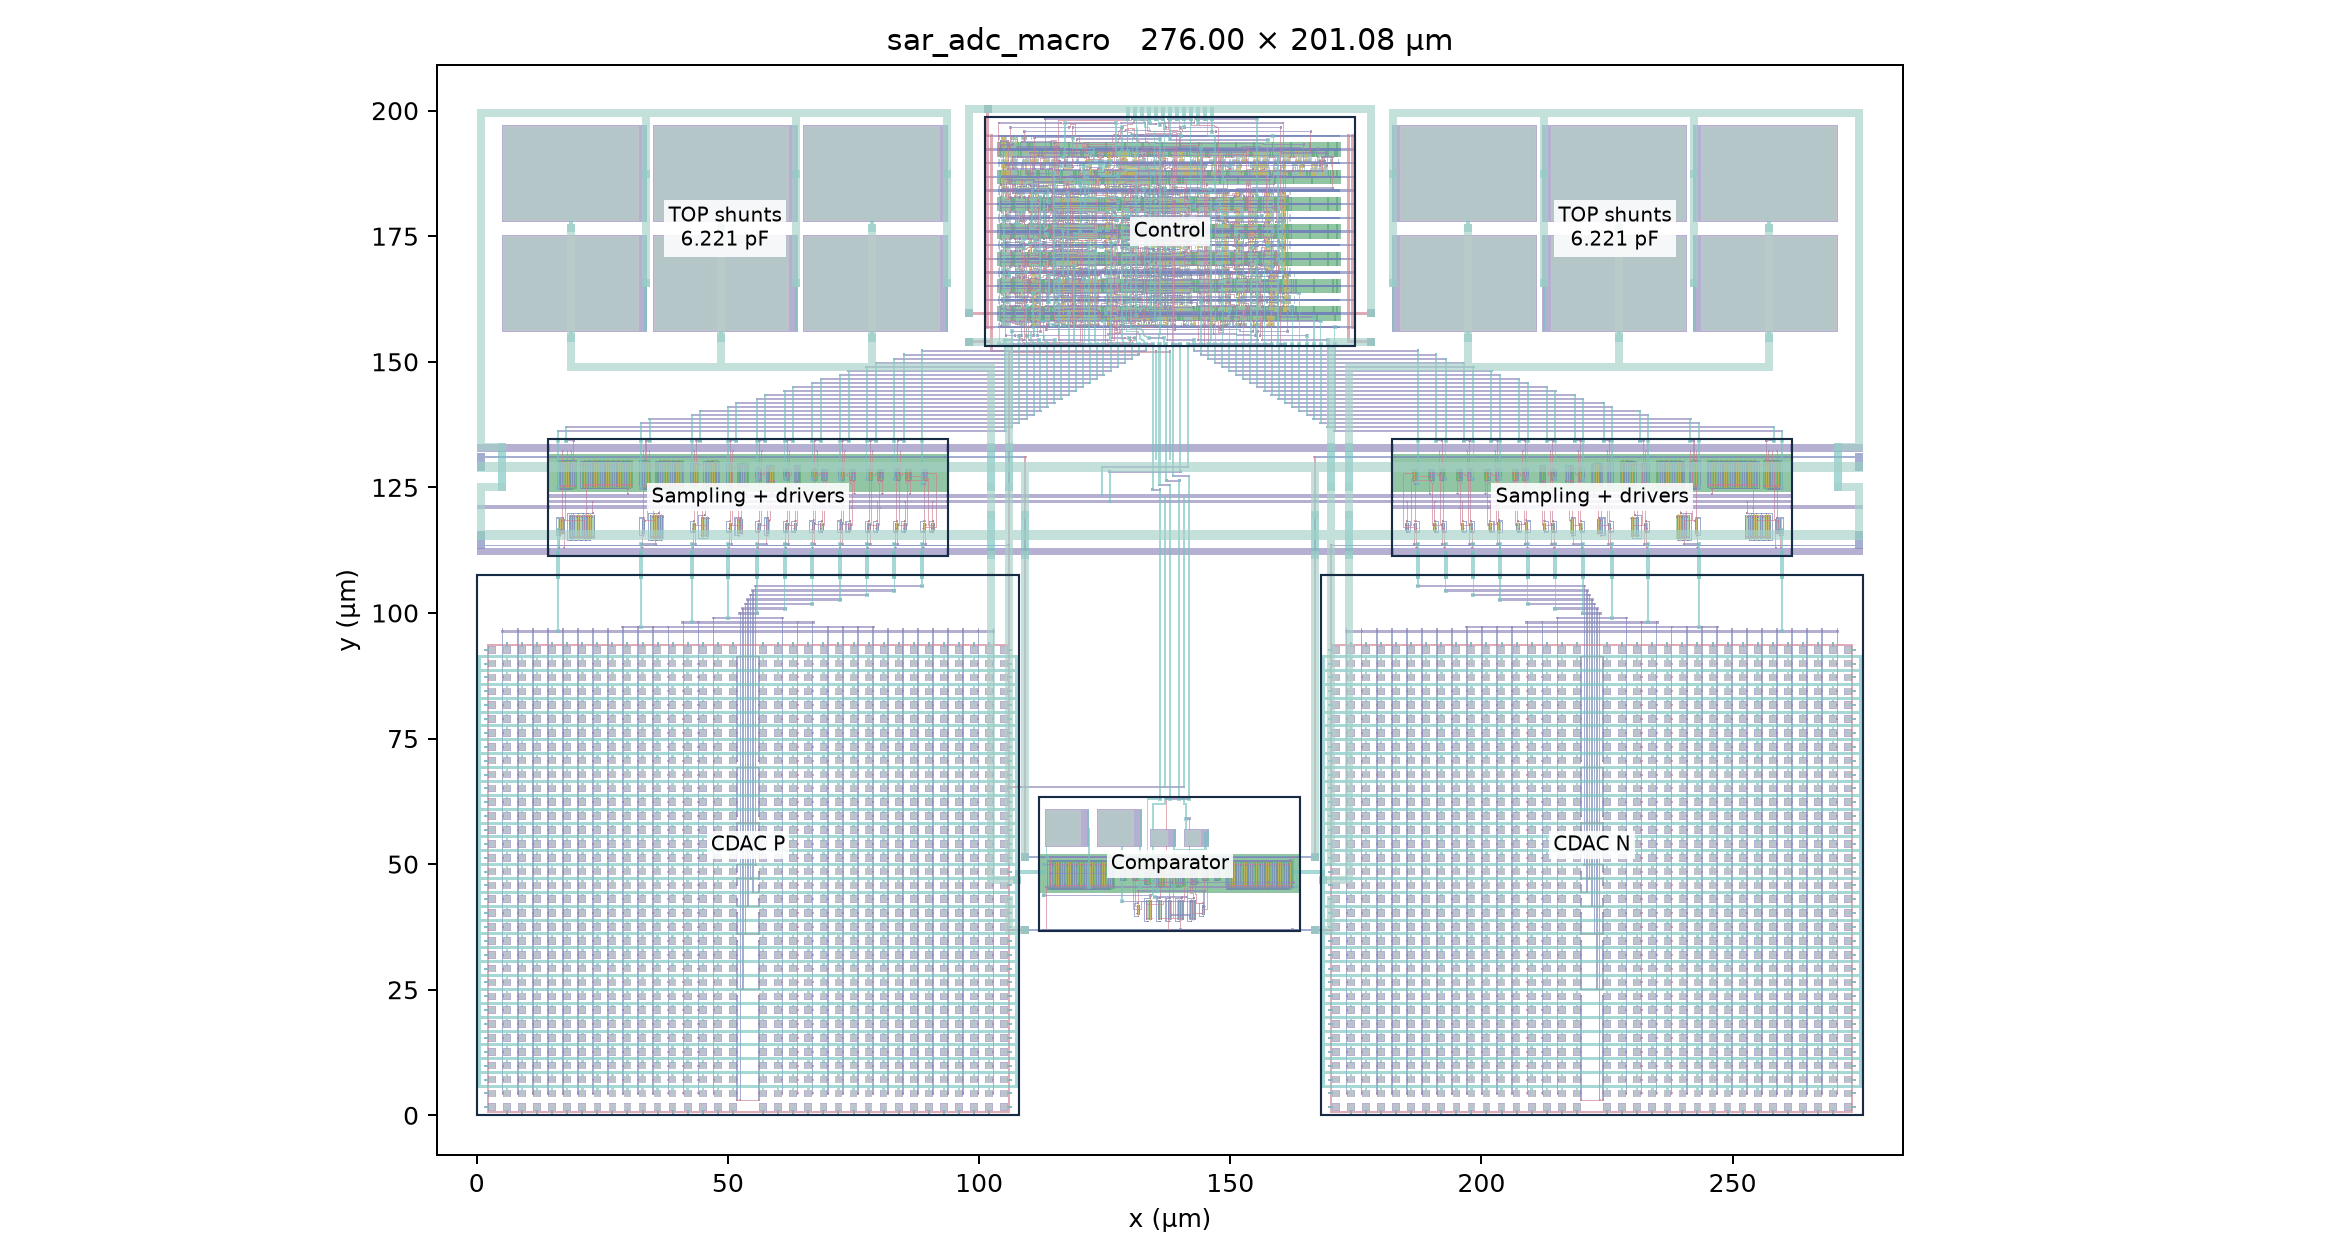 sar_adc_macro 276.00 × 201.08 µm
200
175
150
125
100
75
50
25
0
y (µm)
TOP shunts
6.221 pF
Control
TOP shunts
6.221 pF
Sampling + drivers
Sampling + drivers
CDAC P
Comparator
CDAC N
0
50
100
150
200
250
x (µm)